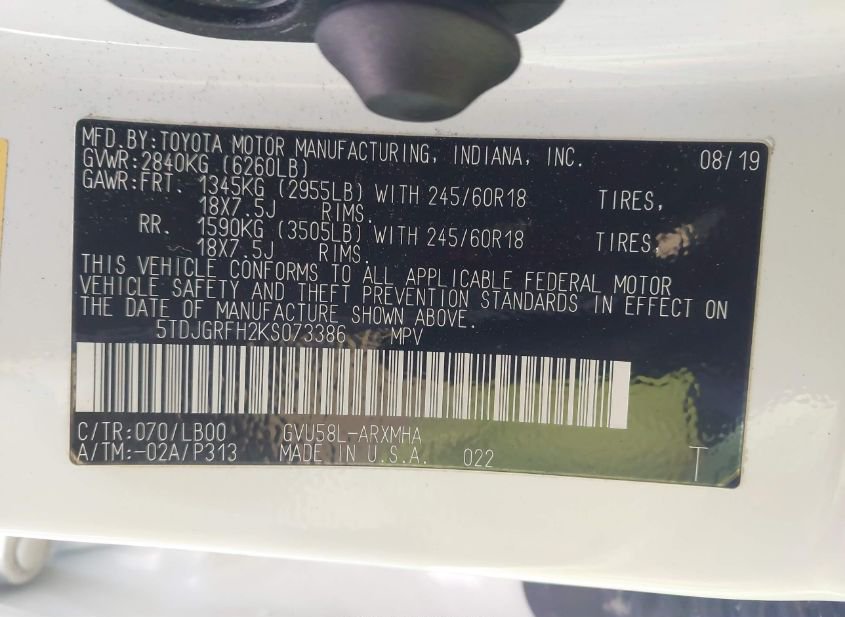 MFD.BY:TOYOTA MOTOR MANUFACTURING, INDIANA, INC. 08/19
GVWR:2840KG (6260LB)
GAWR:FRT. 1345KG (2955LB) WITH 245/60R18 TIRES,
18X7.5J RIMS.
RR. 1590KG (3505LB) WITH 245/60R18 TIRES,
18X7.5J RIMS.
THIS VEHICLE CONFORMS TO ALL APPLICABLE FEDERAL MOTOR
VEHICLE SAFETY AND THEFT PREVENTION STANDARDS IN EFFECT ON
THE DATE OF MANUFACTURE SHOWN ABOVE.
5TDJGRFH2KS073386 MPV
C/TR:070/LB00 GVU58L-ARXMHA
A/TM:-02A/P313 MADE IN U.S.A. 022 T